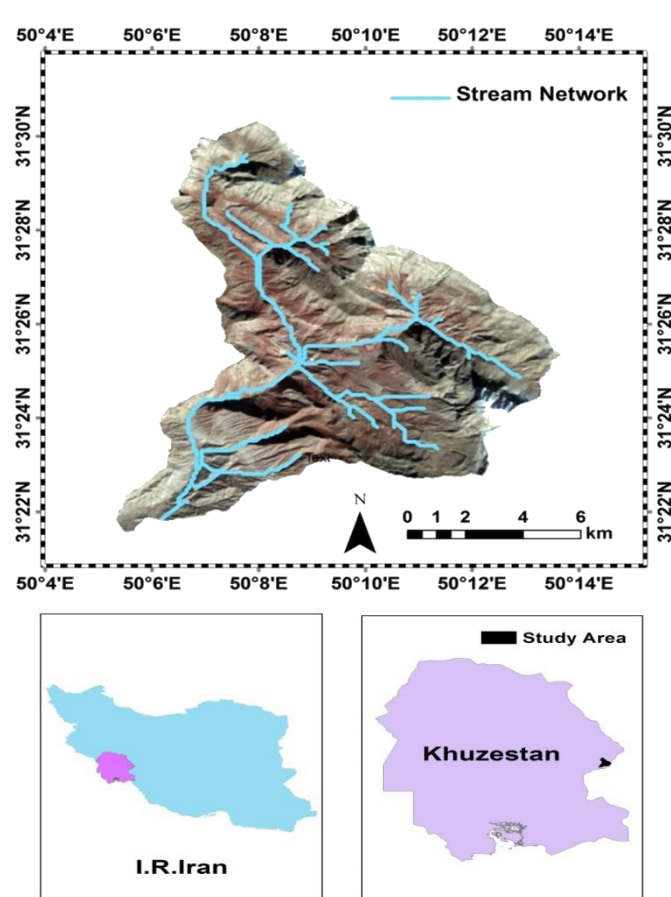 50°4'E 50°6'E 50°8'E 50°10'E 50°12'E 50°14'E
Stream Network
31°30'N 31°30'N
31°28'N 31°28'N
31°26'N 31°26'N
31°24'N 31°24'N
Text
31°22'N 31°22'N
N
0 1 2 4 6
km
50°4'E 50°6'E 50°8'E 50°10'E 50°12'E 50°14'E
I.R.Iran
Study Area
Khuzestan